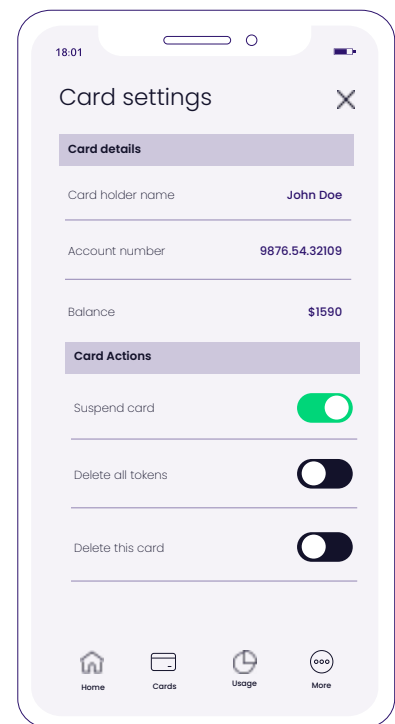 18:01
Card settings
Card details
Card holder name John Doe
Account number 9876.54.32109
Balance $1590
Card Actions
Suspend card
Delete all tokens
Delete this card
Home Cards Usage More